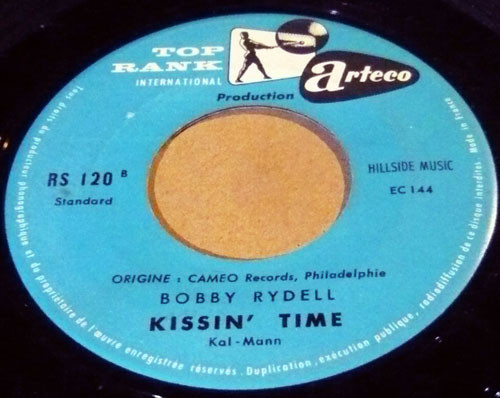 TOP
RANK
INTERNATIONAL
arteco
Production
RS 120 B
Standard
HILLSIDE MUSIC
EC 144
ORIGINE : CAMEO Records, Philadelphie
BOBBY RYDELL
KISSIN' TIME
Kal - Mann
Tous droits du producteur phonographique et du propriétaire de l'œuvre enregistrée réservés. Duplication, exécution publique, radiodiffusion de ce disque interdites. made in France